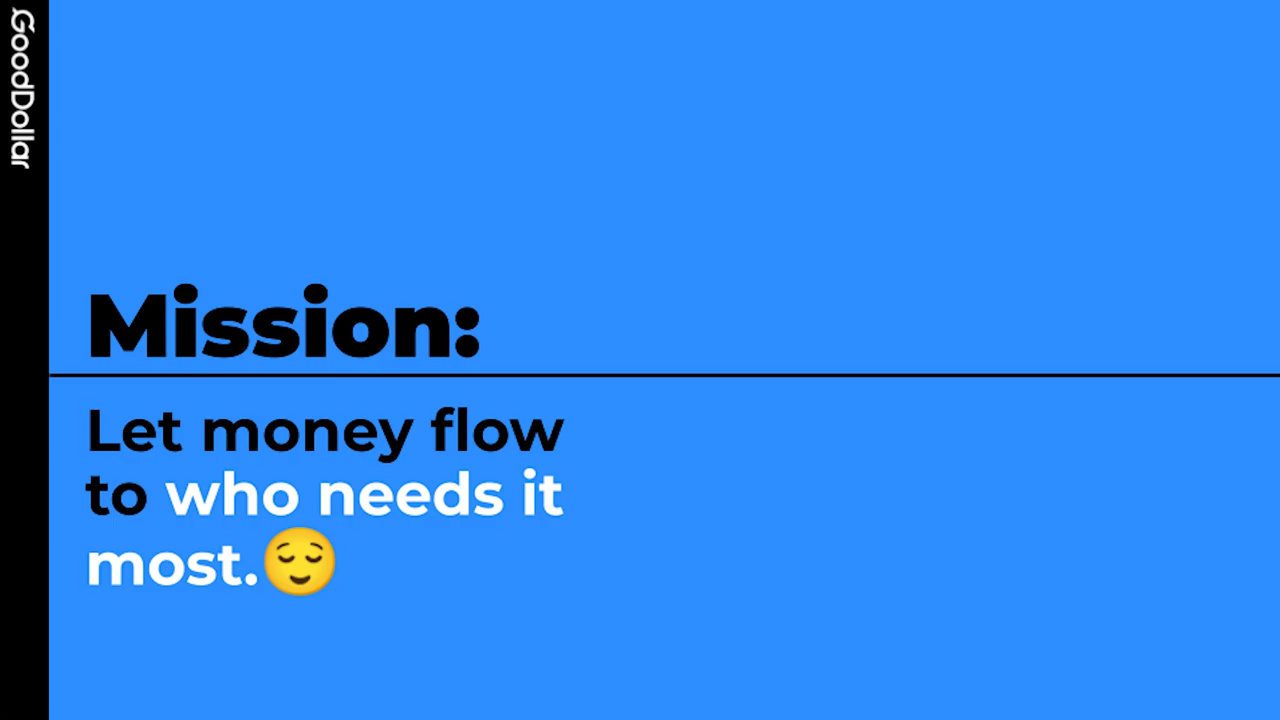 GoodDollar
Mission:
Let money flow
to who needs it
most.😌